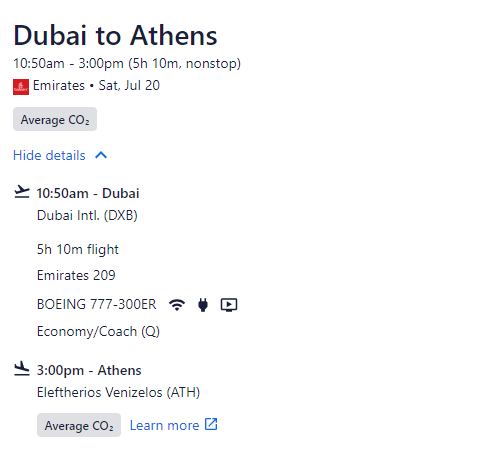 Dubai to Athens
10:50am - 3:00pm (5h 10m, nonstop)
Emirates • Sat, Jul 20
Average CO₂
Hide details
10:50am - Dubai
Dubai Intl. (DXB)
5h 10m flight
Emirates 209
BOEING 777-300ER
Economy/Coach (Q)
3:00pm - Athens
Eleftherios Venizelos (ATH)
Average CO₂ Learn more